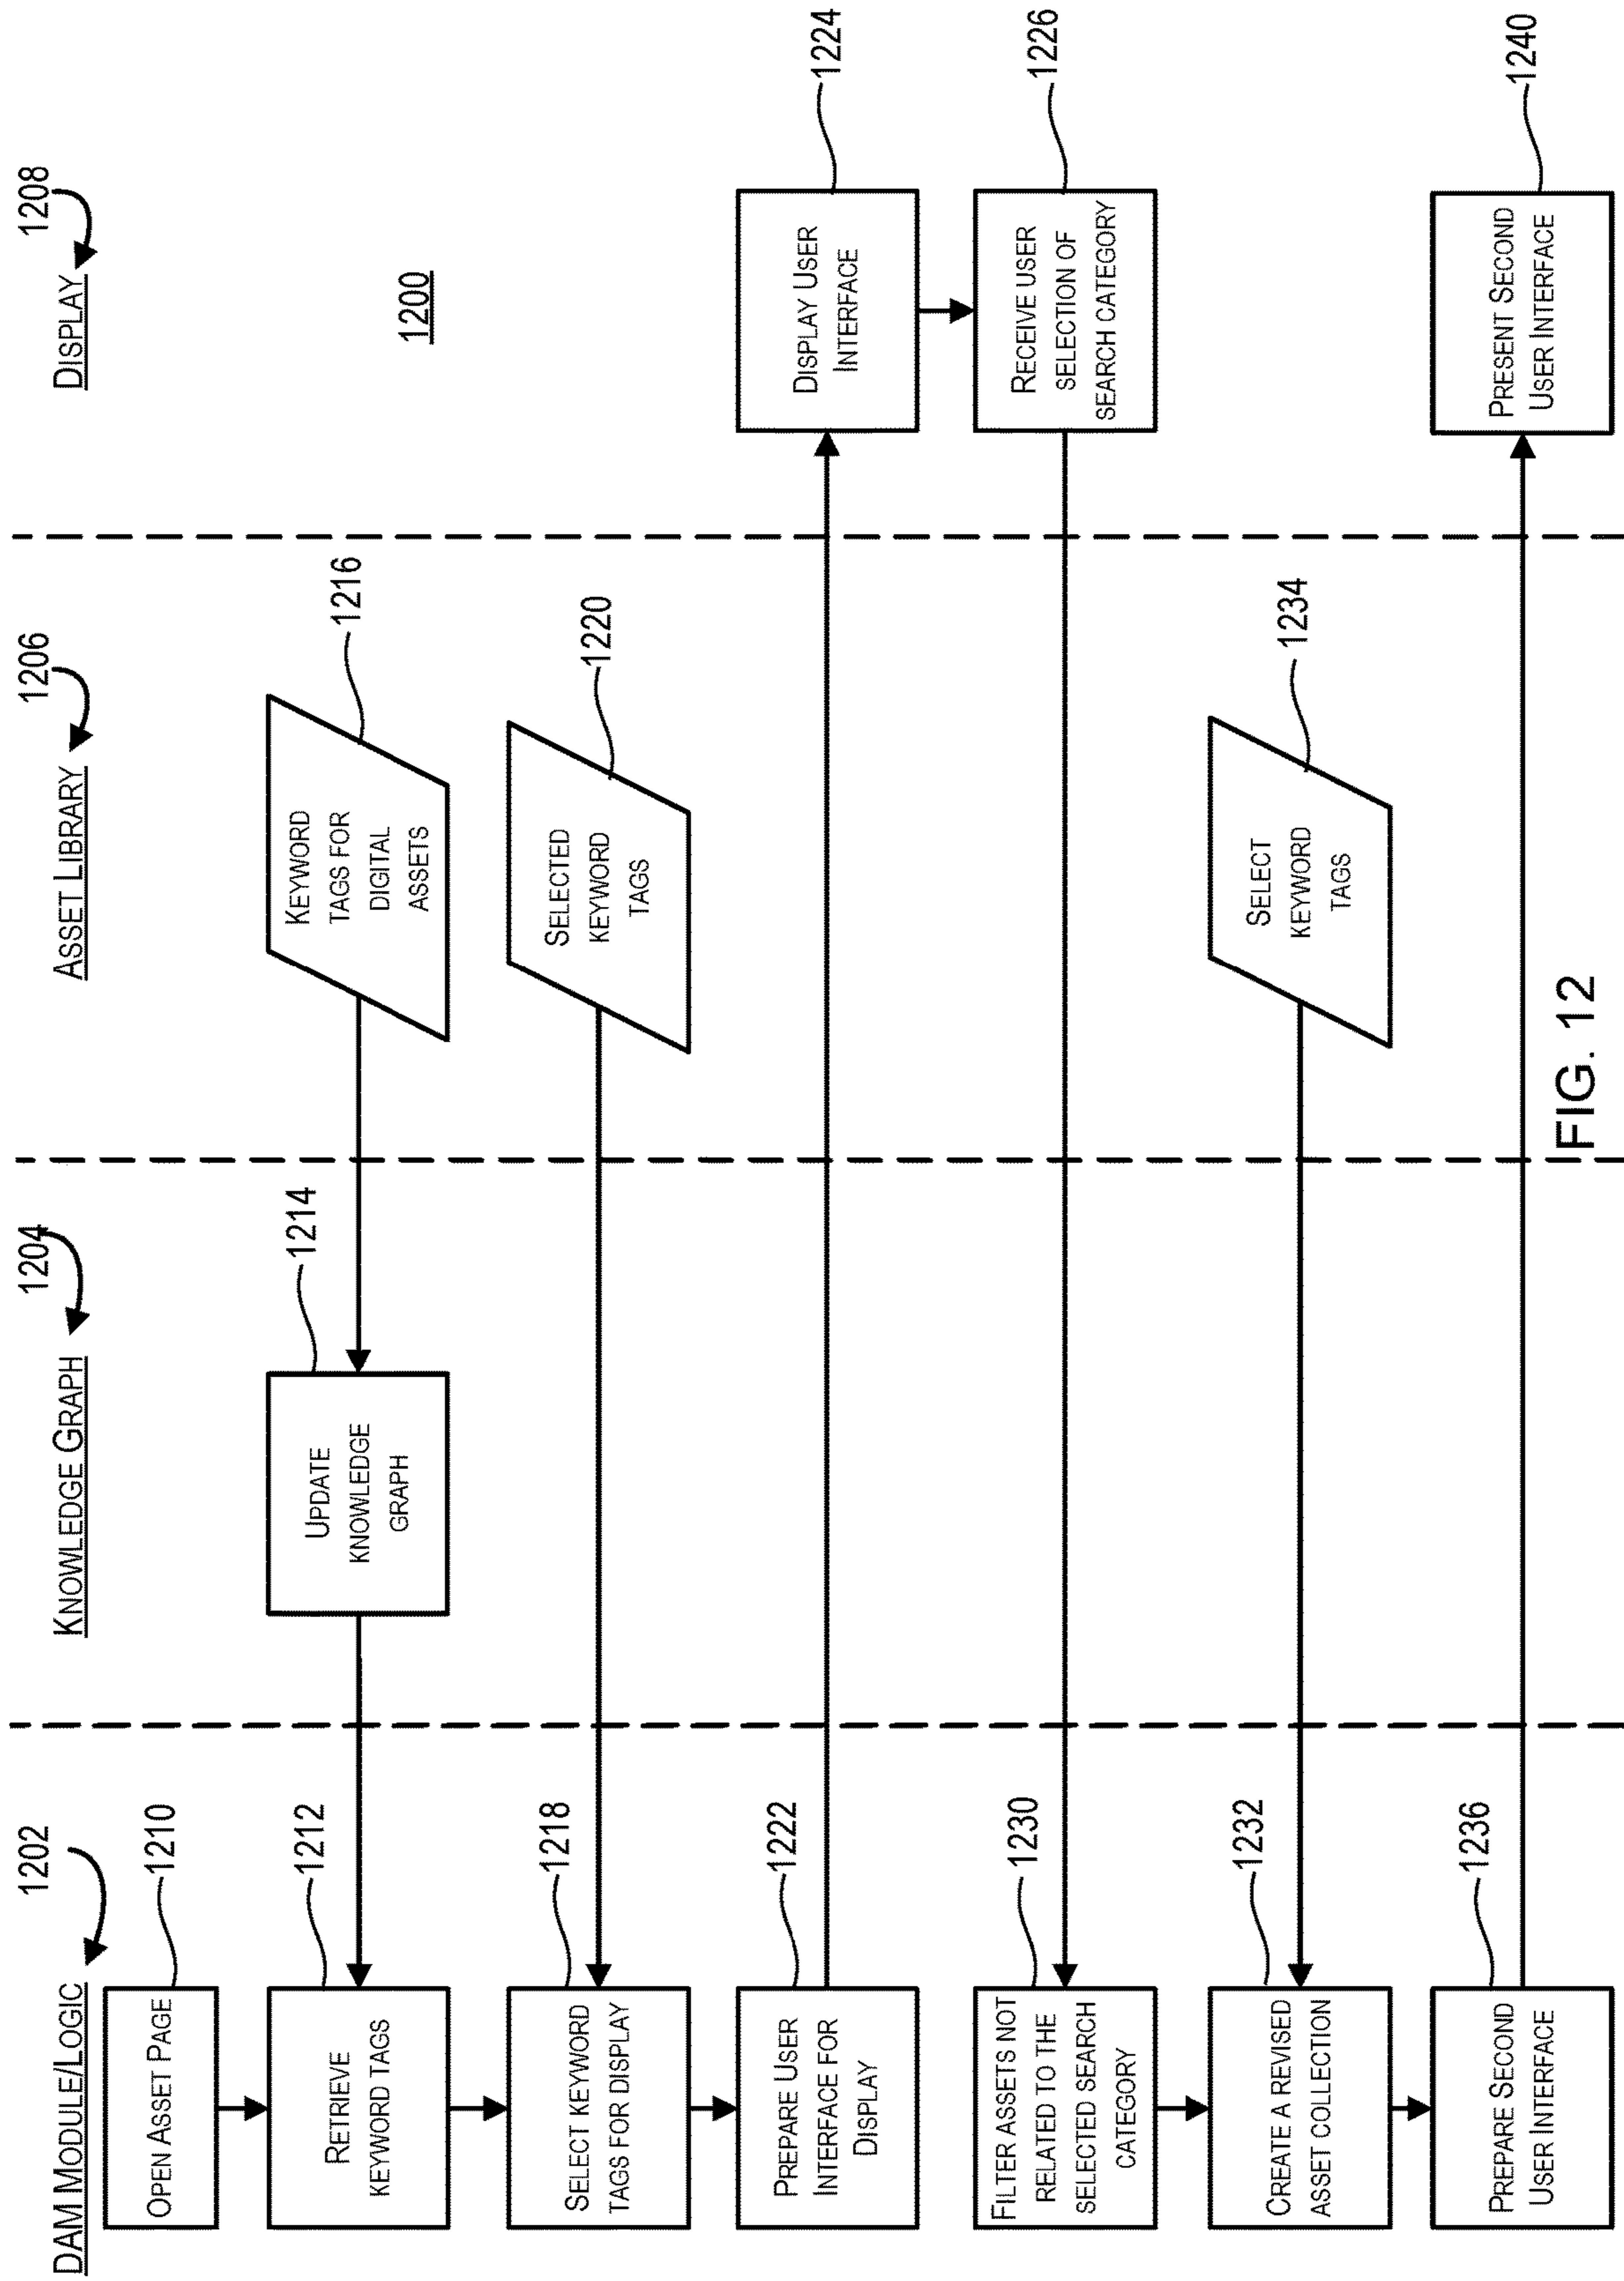 1202
DAM MODULE/LOGIC
1204
KNOWLEDGE GRAPH
1206
ASSET LIBRARY
1208
DISPLAY
1200
OPEN ASSET PAGE
1210
RETRIEVE
KEYWORD TAGS
1212
UPDATE
KNOWLEDGE
GRAPH
1214
KEYWORD
TAGS FOR
DIGITAL
ASSETS
1216
SELECT KEYWORD
TAGS FOR DISPLAY
1218
SELECTED
KEYWORD
TAGS
1220
PREPARE USER
INTERFACE FOR
DISPLAY
1222
DISPLAY USER
INTERFACE
1224
RECEIVE USER
SELECTION OF
SEARCH CATEGORY
1226
FILTER ASSETS NOT
RELATED TO THE
SELECTED SEARCH
CATEGORY
1230
CREATE A REVISED
ASSET COLLECTION
1232
SELECT
KEYWORD
TAGS
1234
PREPARE SECOND
USER INTERFACE
1236
PRESENT SECOND
USER INTERFACE
1240
FIG. 12